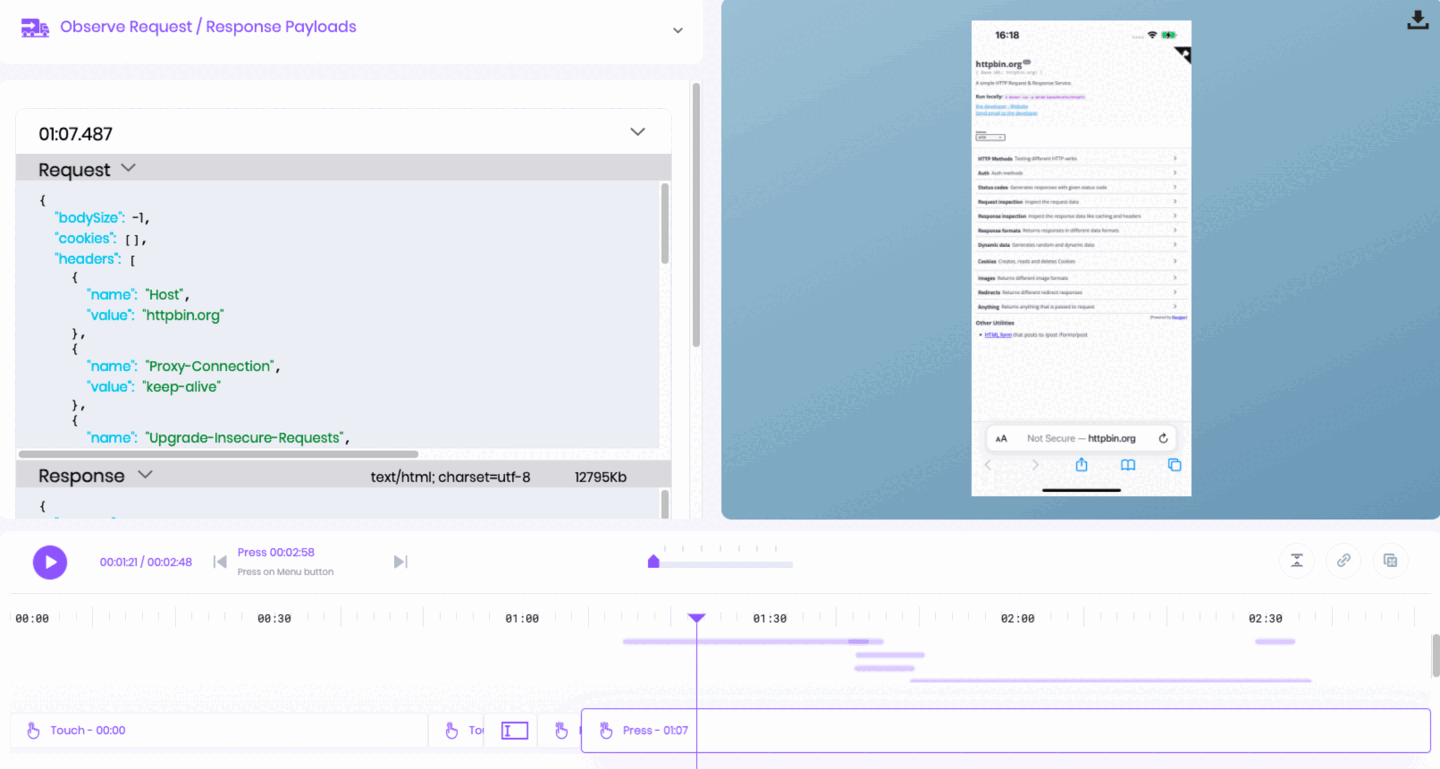 Observe Request / Response Payloads
01:07.487
Request
{
"bodySize": -1,
"cookies": [],
"headers": [
{
"name": "Host",
"value": "httpbin.org"
},
{
"name": "Proxy-Connection",
"value": "keep-alive"
},
{
"name": "Upgrade-Insecure-Requests",
Response text/html; charset=utf-8 12795Kb
{
16:18
httpbin.org
[ Base URL: httpbin.org/ ]
A simple HTTP Request & Response Service.
Run locally:
the developer - Website
Send email to the developer
HTTP Methods Testing different HTTP verbs
Auth Auth methods
Status codes Generates responses with given status code
Request inspection Inspect the request data
Response inspection Inspect the response data like caching and headers
Response formats Returns responses in different data formats
Dynamic data Generates random and dynamic data
Cookies Creates, reads and deletes Cookies
Images Returns different image formats
Redirects Returns different redirect responses
Anything Returns anything that is passed to request
[Powered by Flasgger]
Other Utilities
• HTML form that posts to /post /forms/post
AA Not Secure — httpbin.org
00:01:21 / 00:02:48
Press 00:02:58
Press on Menu button
00:00 00:30 01:00 01:30 02:00 02:30
Touch - 00:00 Press - 01:07